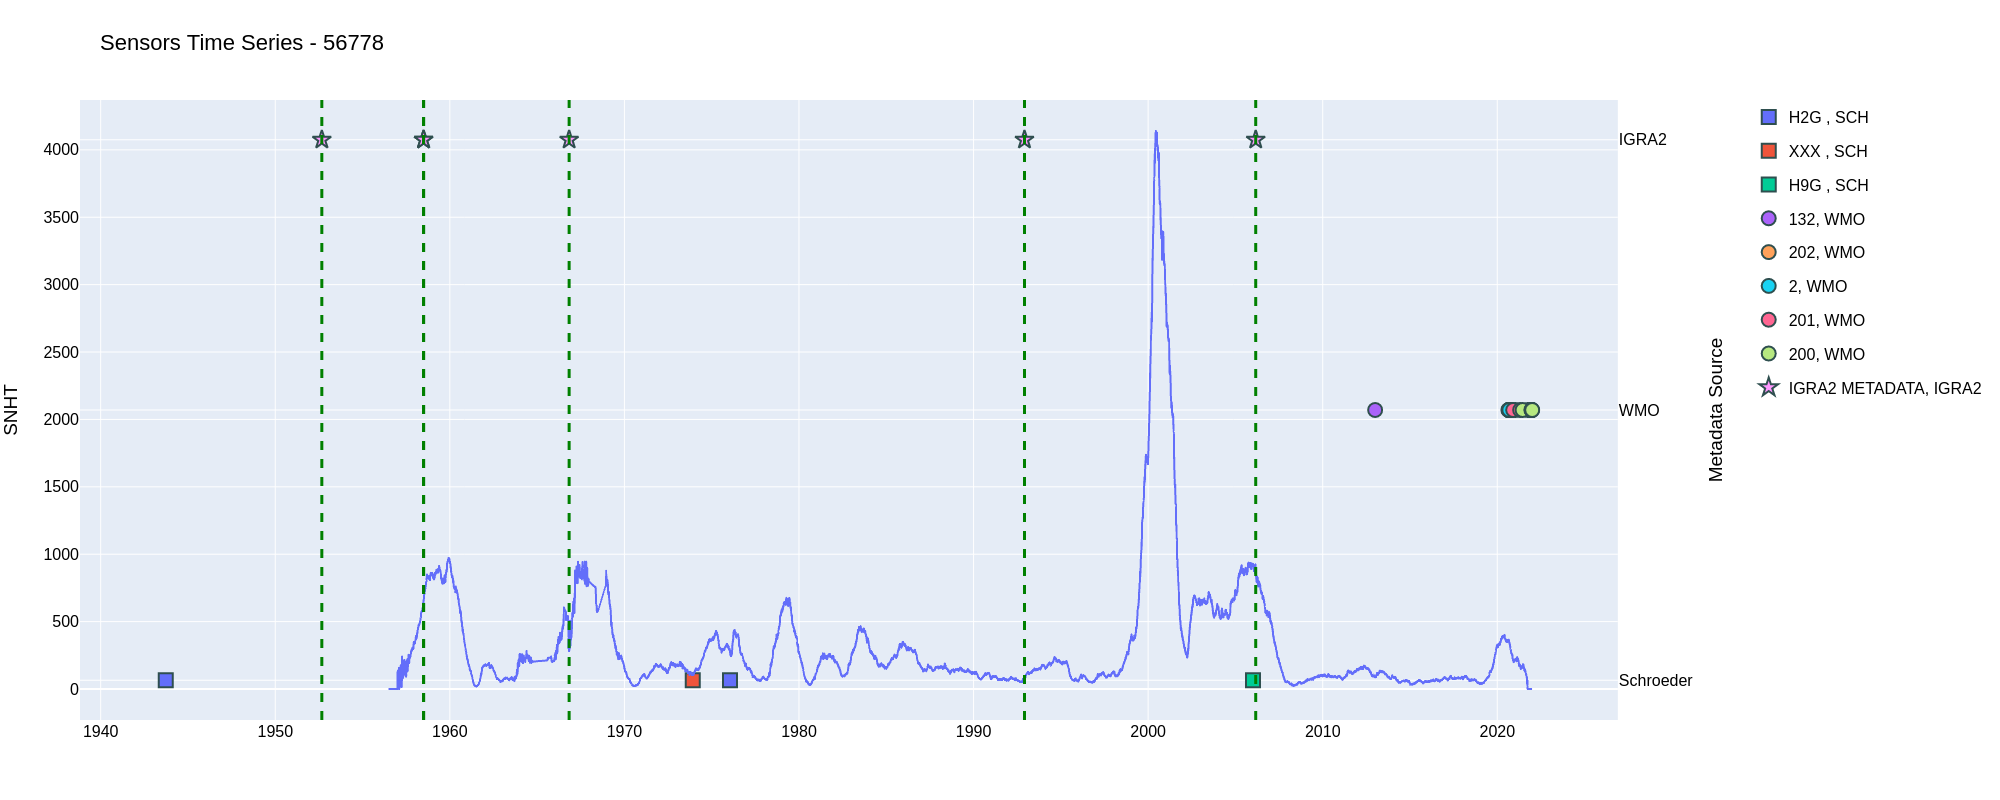 Sensors Time Series - 56778
SNHT
4000
3500
3000
2500
2000
1500
1000
500
0
1940
1950
1960
1970
1980
1990
2000
2010
2020
IGRA2
WMO
Schroeder
Metadata Source
H2G , SCH
XXX , SCH
H9G , SCH
132, WMO
202, WMO
2, WMO
201, WMO
200, WMO
IGRA2 METADATA, IGRA2